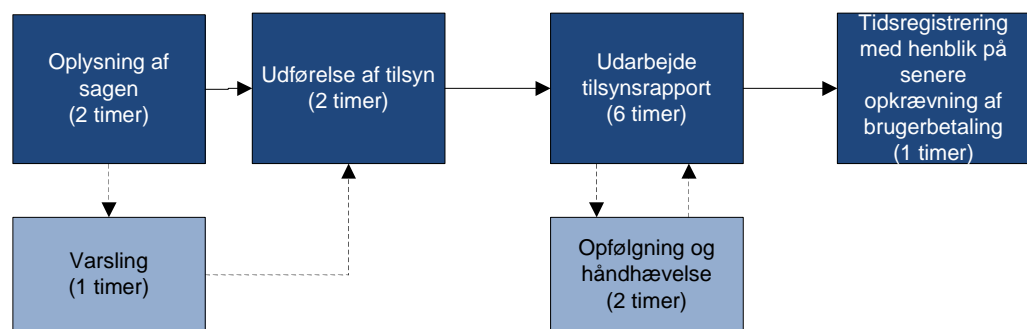 Oplysning af
sagen
(2 timer)
Udførelse af tilsyn
(2 timer)
Udarbejde
tilsynsrapport
(6 timer)
Tidsregistrering
med henblik på
senere
opkrævning af
brugerbetaling
(1 timer)
Varsling
(1 timer)
Opfølgning og
håndhævelse
(2 timer)